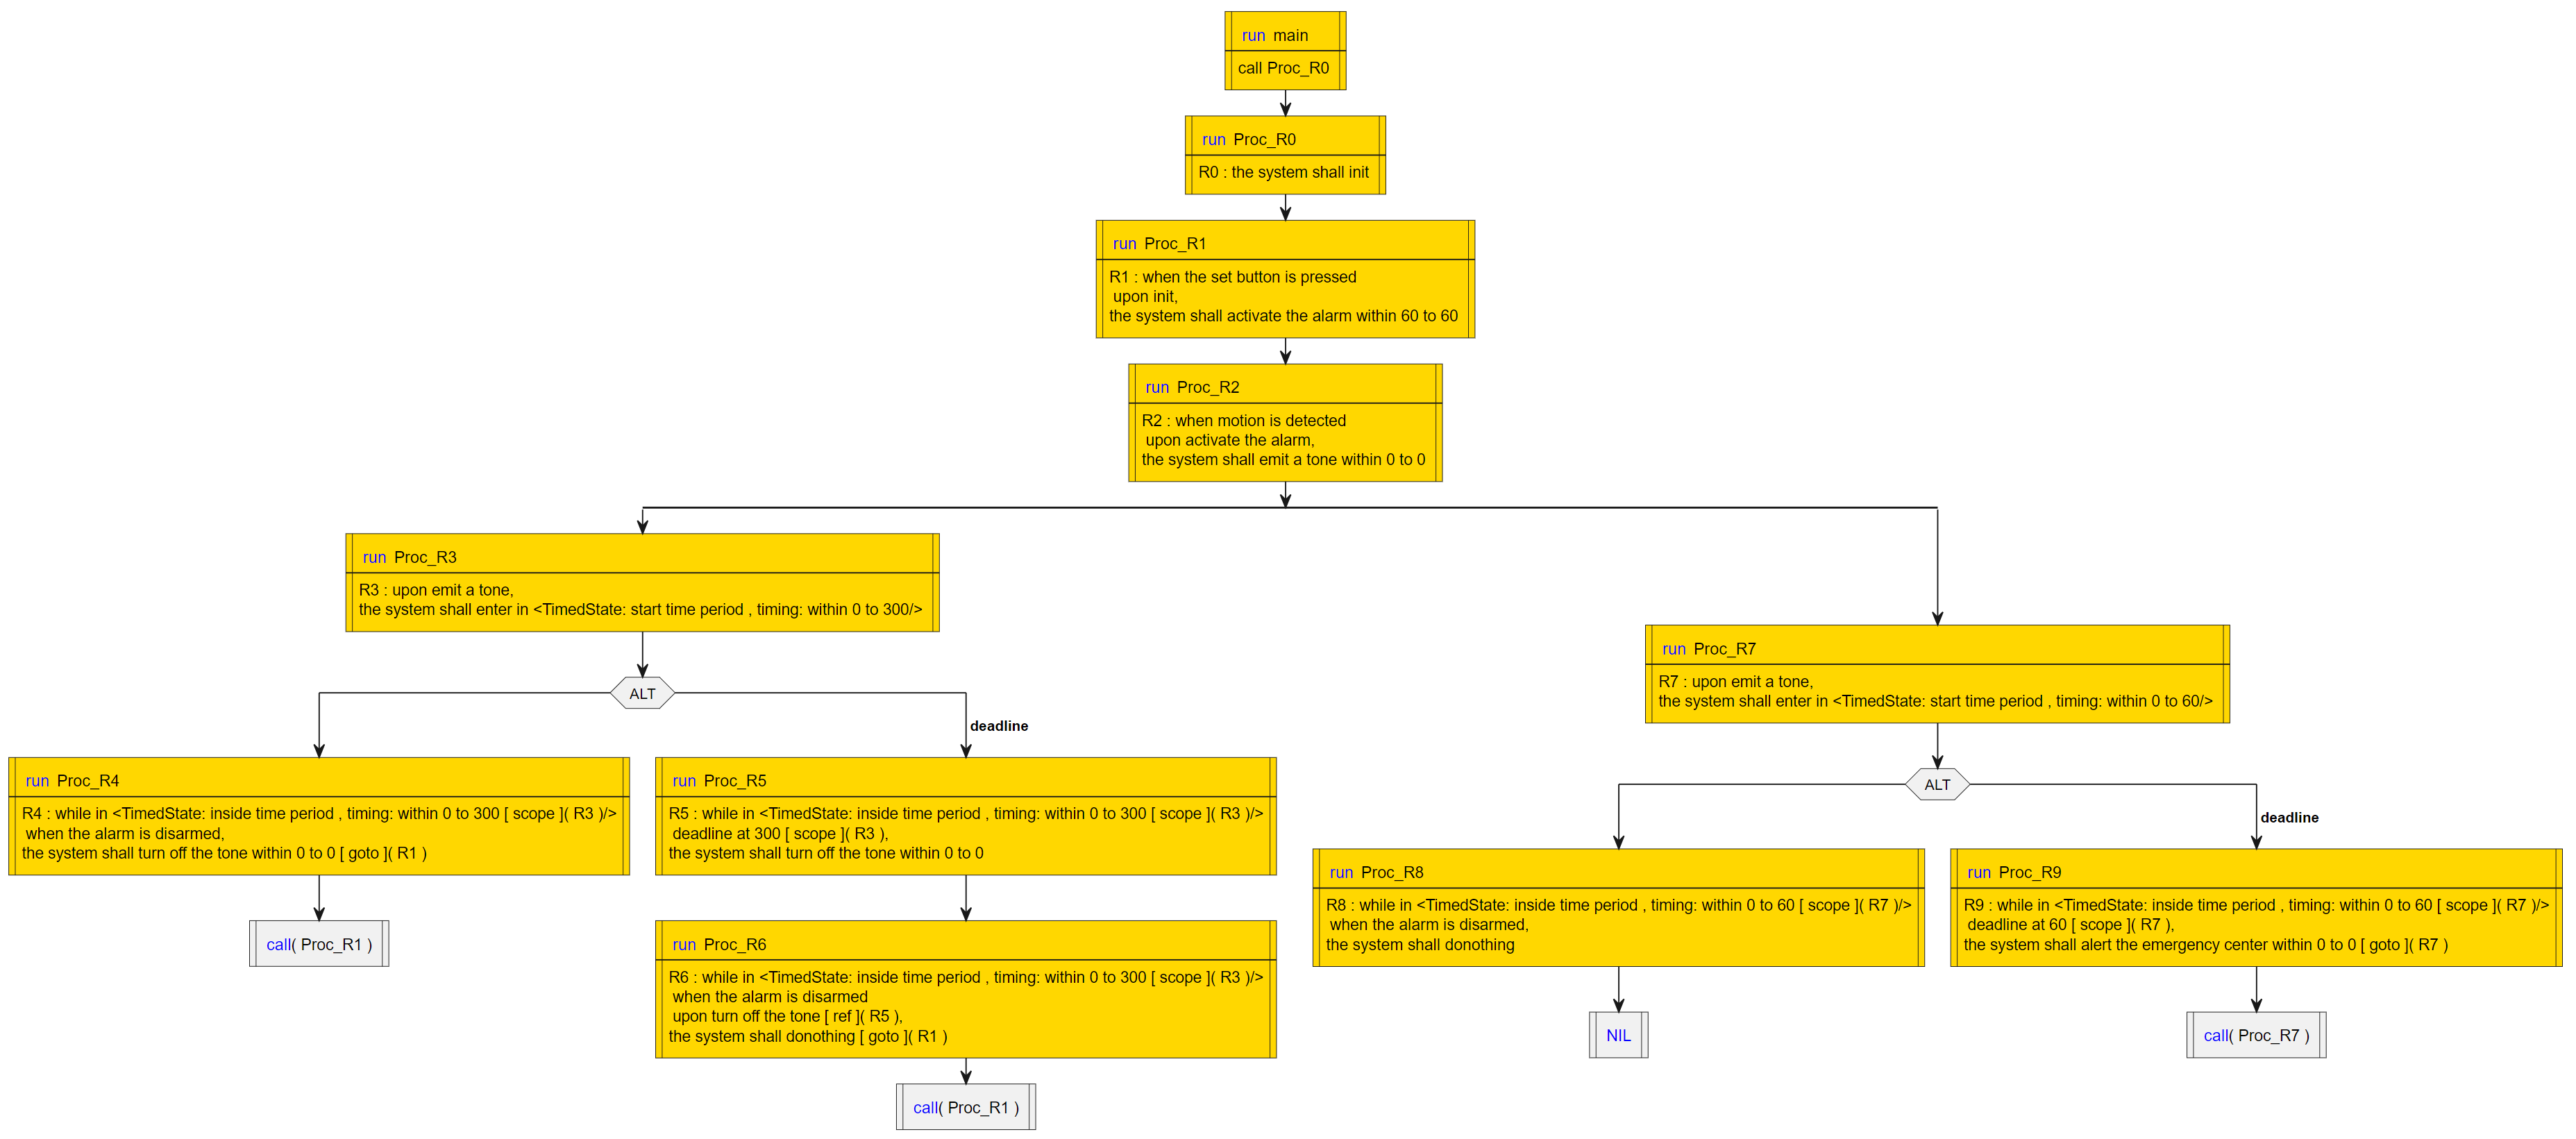 run main
call Proc_R0
run Proc_R0
R0 : the system shall init
run Proc_R1
R1 : when the set button is pressed
upon init,
the system shall activate the alarm within 60 to 60
run Proc_R2
R2 : when motion is detected
upon activate the alarm,
the system shall emit a tone within 0 to 0
run Proc_R3
R3 : upon emit a tone,
the system shall enter in <TimedState: start time period , timing: within 0 to 300/>
ALT
deadline
run Proc_R4
R4 : while in <TimedState: inside time period , timing: within 0 to 300 [ scope ]( R3 )/>
when the alarm is disarmed,
the system shall turn off the tone within 0 to 0 [ goto ]( R1 )
call( Proc_R1 )
run Proc_R5
R5 : while in <TimedState: inside time period , timing: within 0 to 300 [ scope ]( R3 )/>
deadline at 300 [ scope ]( R3 ),
the system shall turn off the tone within 0 to 0
run Proc_R6
R6 : while in <TimedState: inside time period , timing: within 0 to 300 [ scope ]( R3 )/>
when the alarm is disarmed
upon turn off the tone [ ref ]( R5 ),
the system shall donothing [ goto ]( R1 )
call( Proc_R1 )
run Proc_R7
R7 : upon emit a tone,
the system shall enter in <TimedState: start time period , timing: within 0 to 60/>
ALT
deadline
run Proc_R8
R8 : while in <TimedState: inside time period , timing: within 0 to 60 [ scope ]( R7 )/>
when the alarm is disarmed,
the system shall donothing
NIL
run Proc_R9
R9 : while in <TimedState: inside time period , timing: within 0 to 60 [ scope ]( R7 )/>
deadline at 60 [ scope ]( R7 ),
the system shall alert the emergency center within 0 to 0 [ goto ]( R7 )
call( Proc_R7 )